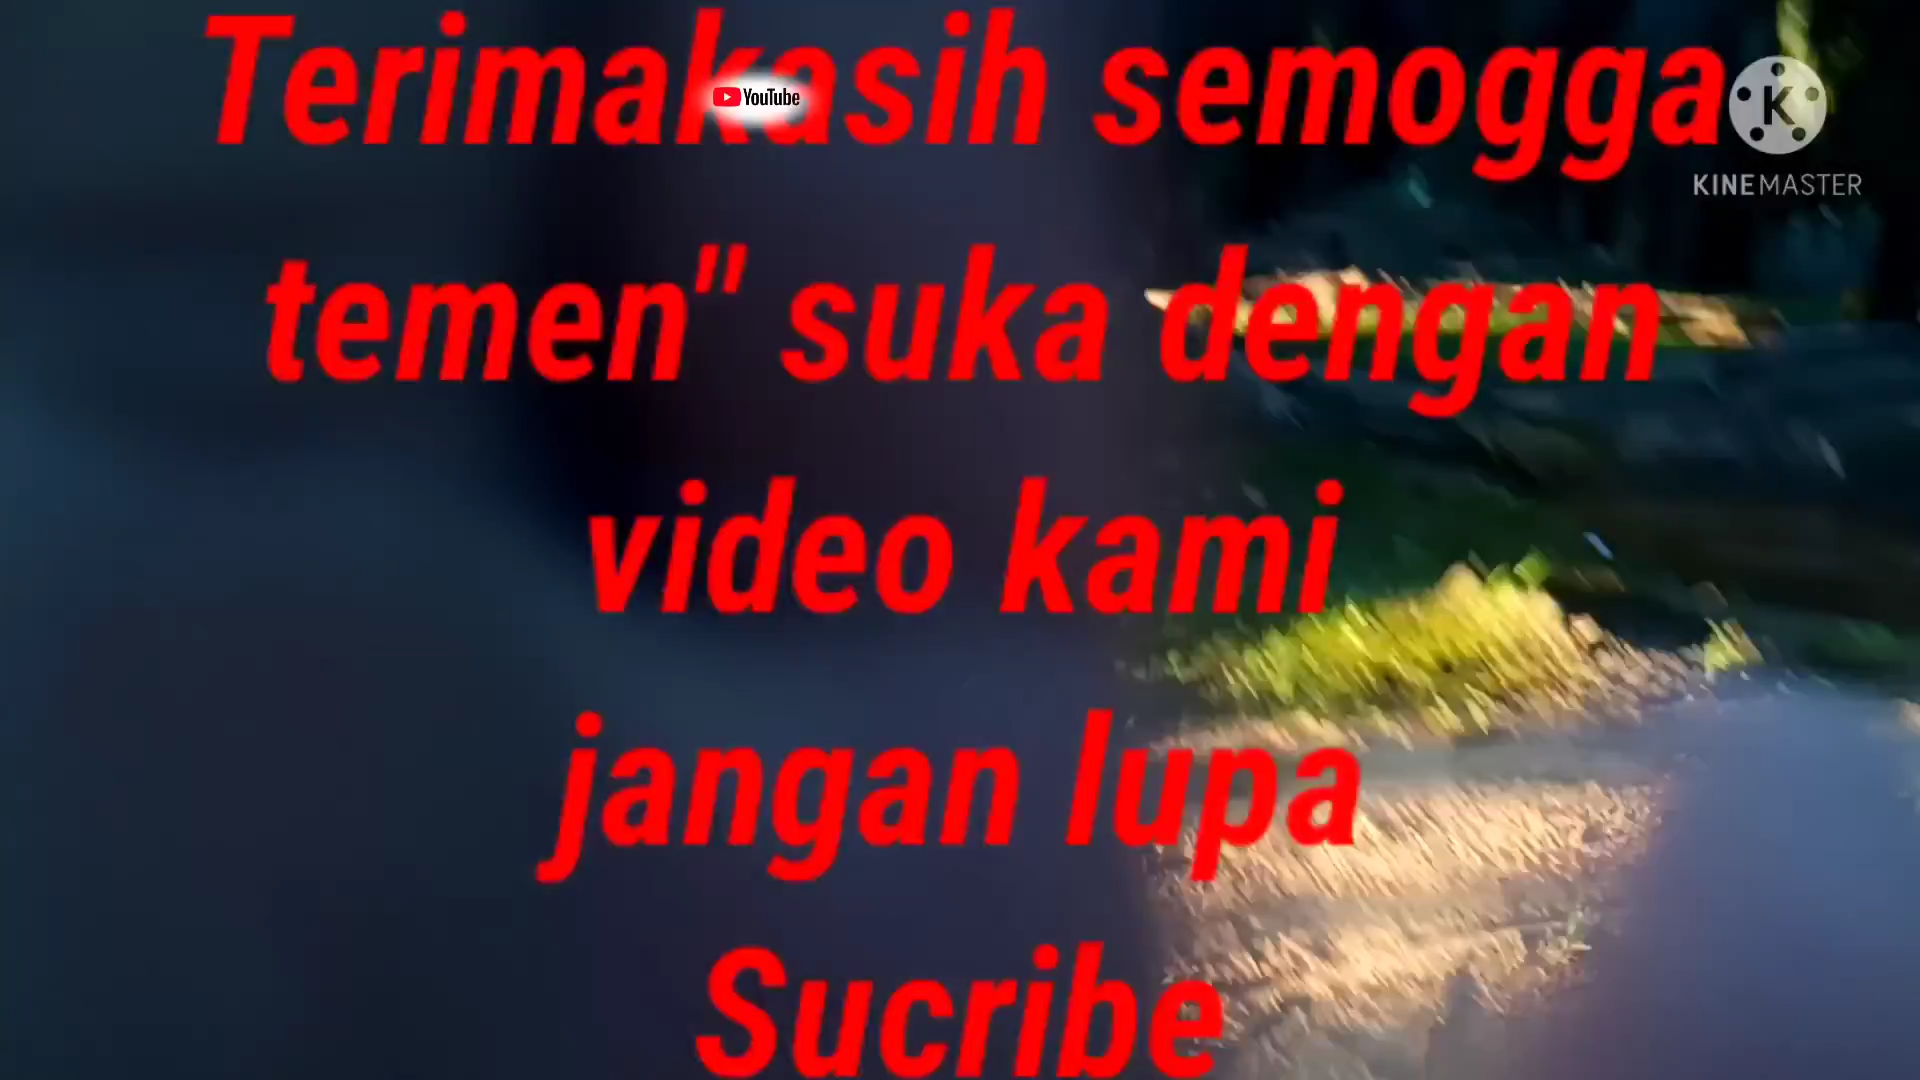 Terimakasih semogga
YouTube
KINEMASTER
temen" suka dengan
video kami
jangan lupa
Sucribe